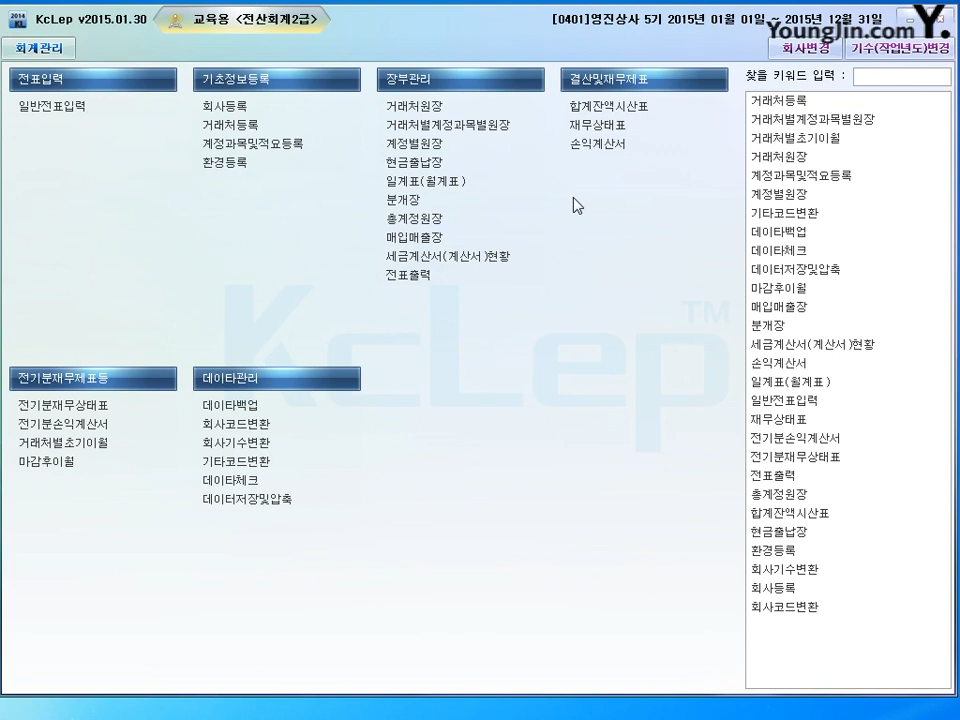 2014 KL KcLep v2015.01.30 교육용 <전산회계2급> [0401]영진상사 5기 2015년 01월 01일 ~ 2015년 12월 31일
YoungJin.com Y.
회계관리 회사변경 기수(작업년도)변경
전표입력
일반전표입력
기초정보등록
회사등록
거래처등록
계정과목및적요등록
환경등록
장부관리
거래처원장
거래처별계정과목별원장
계정별원장
현금출납장
일계표(월계표)
분개장
총계정원장
매입매출장
세금계산서(계산서)현황
전표출력
결산및재무제표
합계잔액시산표
재무상태표
손익계산서
전기분재무제표등
전기분재무상태표
전기분손익계산서
거래처별초기이월
마감후이월
데이타관리
데이타백업
회사코드변환
회사기수변환
기타코드변환
데이타체크
데이터저장및압축
KcLep TM
찾을 키워드 입력 :
거래처등록
거래처별계정과목별원장
거래처별초기이월
거래처원장
계정과목및적요등록
계정별원장
기타코드변환
데이타백업
데이타체크
데이터저장및압축
마감후이월
매입매출장
분개장
세금계산서(계산서)현황
손익계산서
일계표(월계표)
일반전표입력
재무상태표
전기분손익계산서
전기분재무상태표
전표출력
총계정원장
합계잔액시산표
현금출납장
환경등록
회사기수변환
회사등록
회사코드변환